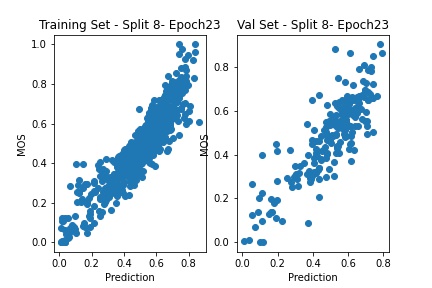 Training Set - Split 8- Epoch23
Val Set - Split 8- Epoch23
1.0
0.8
0.6
0.4
0.2
0.0
MOS
0.0 0.2 0.4 0.6 0.8
Prediction
0.8
0.6
0.4
0.2
0.0
MOS
0.0 0.2 0.4 0.6 0.8
Prediction